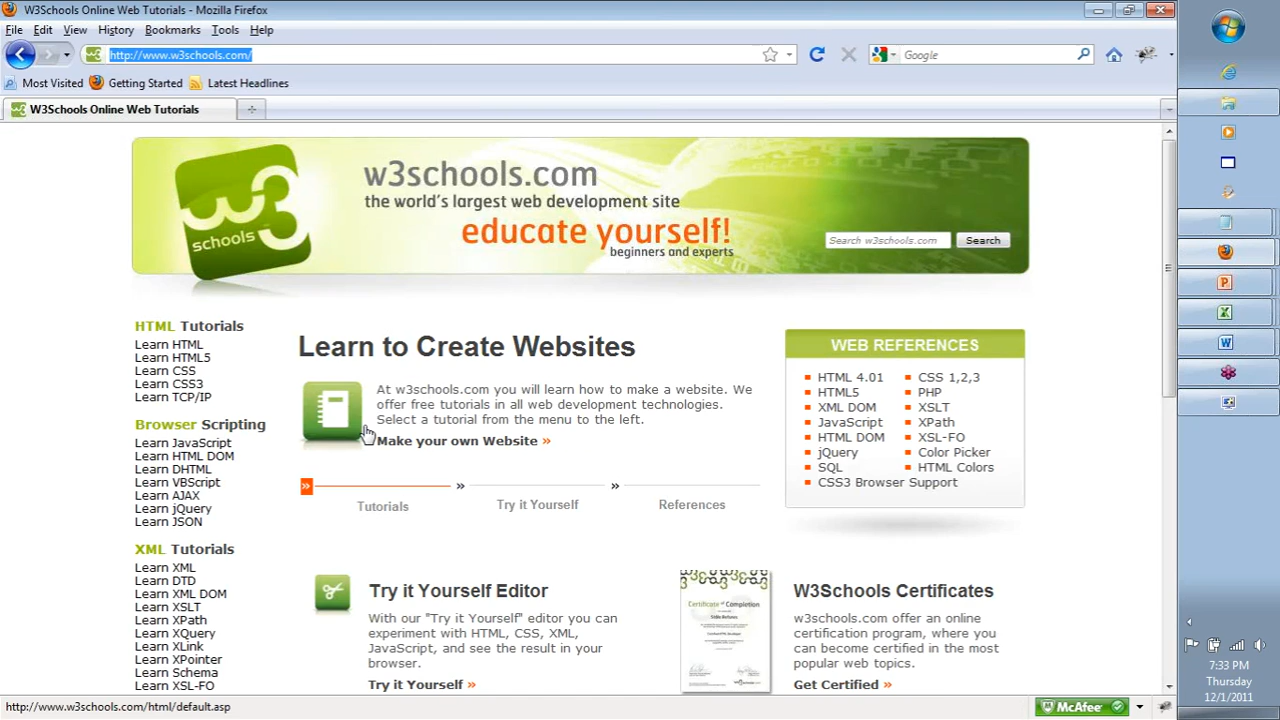 W3Schools Online Web Tutorials - Mozilla Firefox
File Edit View History Bookmarks Tools Help
http://www.w3schools.com/
Google
Most Visited Getting Started Latest Headlines
W3Schools Online Web Tutorials
w3 schools
w3schools.com
the world's largest web development site
educate yourself!
beginners and experts
Search w3schools.com Search
HTML Tutorials
Learn HTML
Learn HTML5
Learn CSS
Learn CSS3
Learn TCP/IP
Browser Scripting
Learn JavaScript
Learn HTML DOM
Learn DHTML
Learn VBScript
Learn AJAX
Learn jQuery
Learn JSON
XML Tutorials
Learn XML
Learn DTD
Learn XML DOM
Learn XSLT
Learn XPath
Learn XQuery
Learn XLink
Learn XPointer
Learn Schema
Learn XSL-FO
Learn to Create Websites
At w3schools.com you will learn how to make a website. We
offer free tutorials in all web development technologies.
Select a tutorial from the menu to the left.
Make your own Website »
» » »
Tutorials Try it Yourself References
WEB REFERENCES
HTML 4.01
HTML5
XML DOM
JavaScript
HTML DOM
jQuery
SQL
CSS3 Browser Support
CSS 1,2,3
PHP
XSLT
XPath
XSL-FO
Color Picker
HTML Colors
Try it Yourself Editor
With our "Try it Yourself" editor you can
experiment with HTML, CSS, XML,
JavaScript, and see the result in your
browser.
Try it Yourself »
Certificate of Completion
W3Schools Certificates
w3schools.com offer an online
certification program, where you
can become certified in the
most popular web topics.
Get Certified »
http://www.w3schools.com/html/default.asp
McAfee
7:33 PM
Thursday
12/1/2011